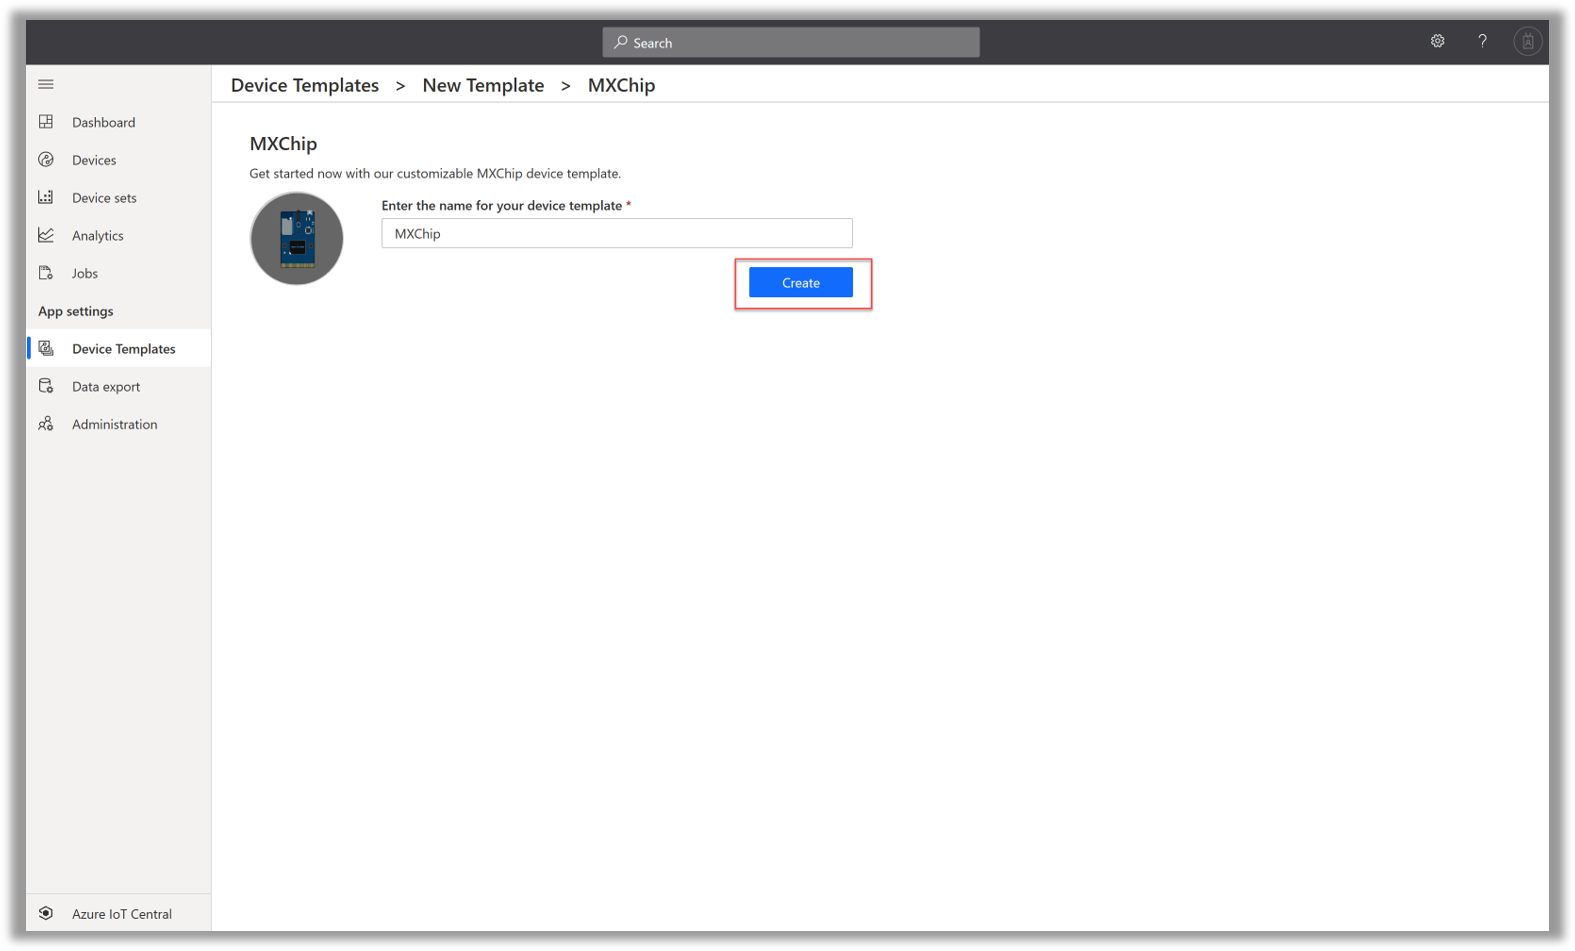 Search
?
Device Templates > New Template > MXChip
Dashboard
Devices
Device sets
Analytics
Jobs
App settings
Device Templates
Data export
Administration
Azure IoT Central
MXChip
Get started now with our customizable MXChip device template.
Enter the name for your device template *
MXChip
Create